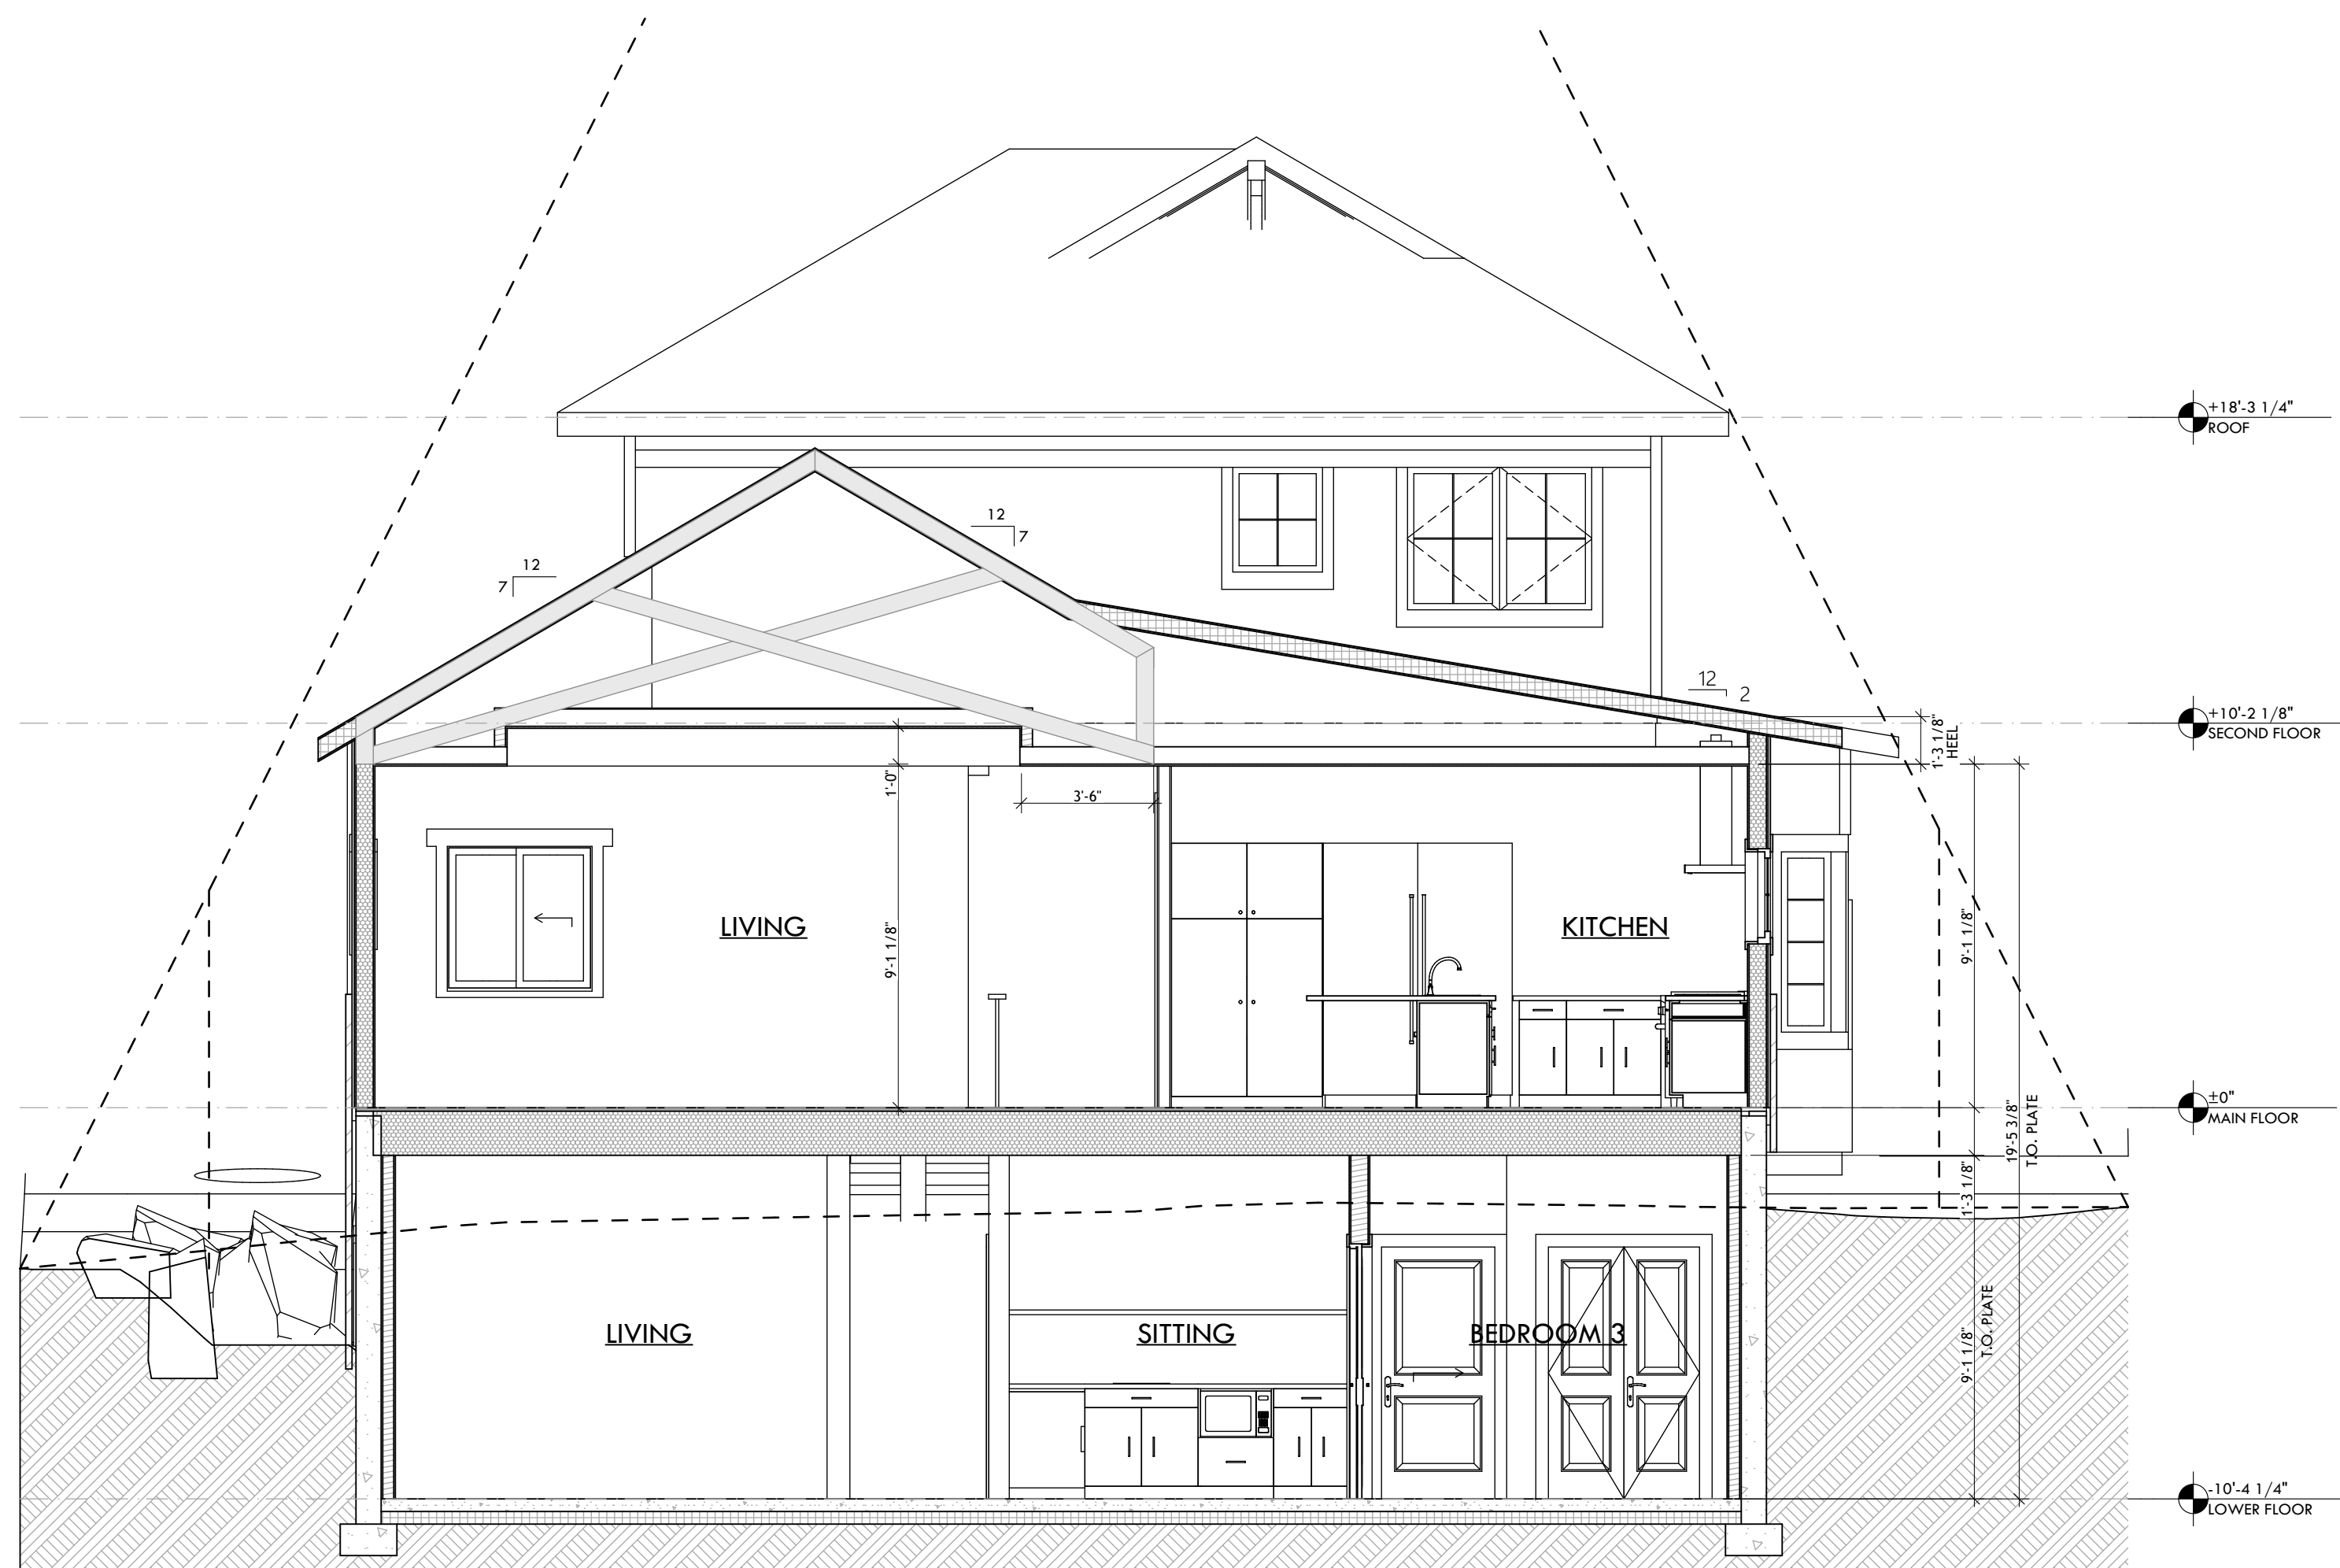 +18'-3 1/4"
ROOF
12
7
12
7
12
2
+10'-2 1/8"
SECOND FLOOR
1'-3 1/8"
HEEL
1'-0"
3'-6"
LIVING
KITCHEN
9'-1 1/8"
9'-1 1/8"
±0"
MAIN FLOOR
19'-5 3/8"
T.O. PLATE
1'-3 1/8"
LIVING
SITTING
BEDROOM 3
9'-1 1/8"
T.O. PLATE
-10'-4 1/4"
LOWER FLOOR